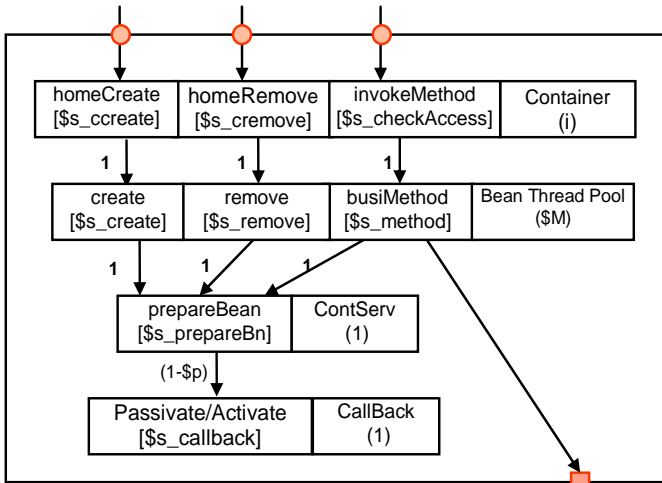 homeCreate
[$s_ccreate]
homeRemove
[$s_cremove]
invokeMethod
[$s_checkAccess]
Container
(i)
1
1
1
create
[$s_create]
remove
[$s_remove]
busiMethod
[$s_method]
Bean Thread Pool
($M)
1
1
1
prepareBean
[$s_prepareBn]
ContServ
(1)
(1-$p)
Passivate/Activate
[$s_callback]
CallBack
(1)